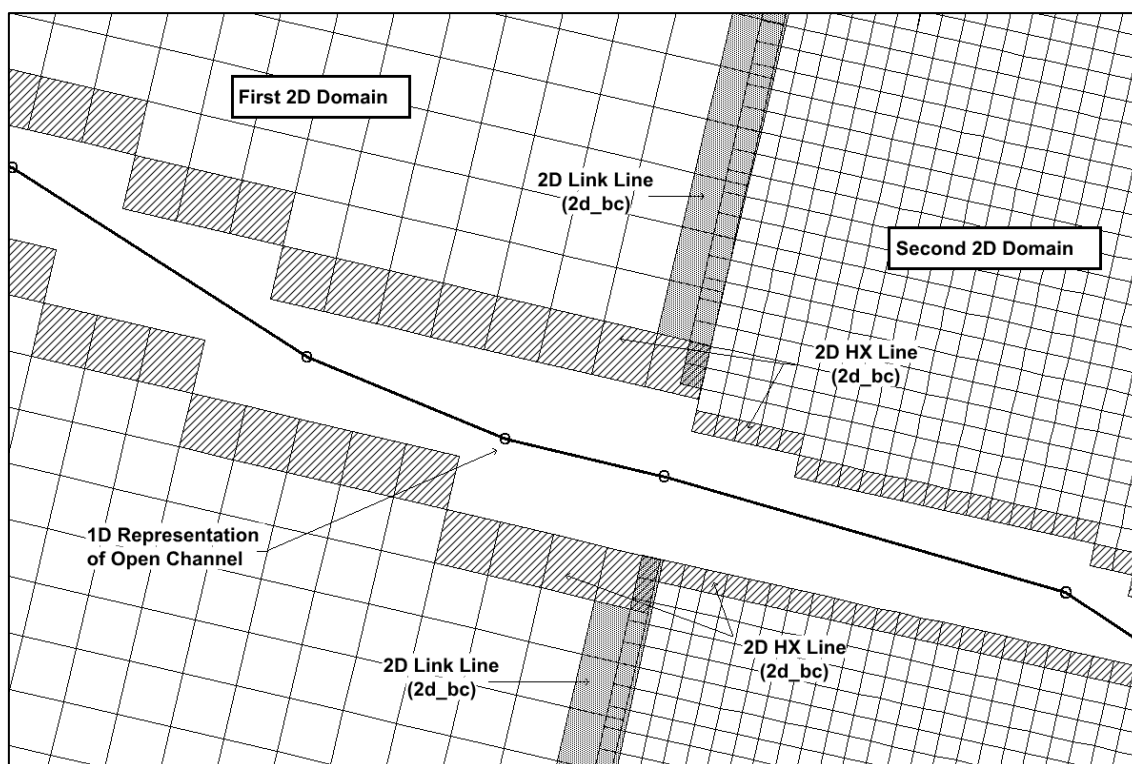 First 2D Domain
2D Link Line
(2d_bc)
Second 2D Domain
2D HX Line
(2d_bc)
1D Representation
of Open Channel
2D HX Line
(2d_bc)
2D Link Line
(2d_bc)